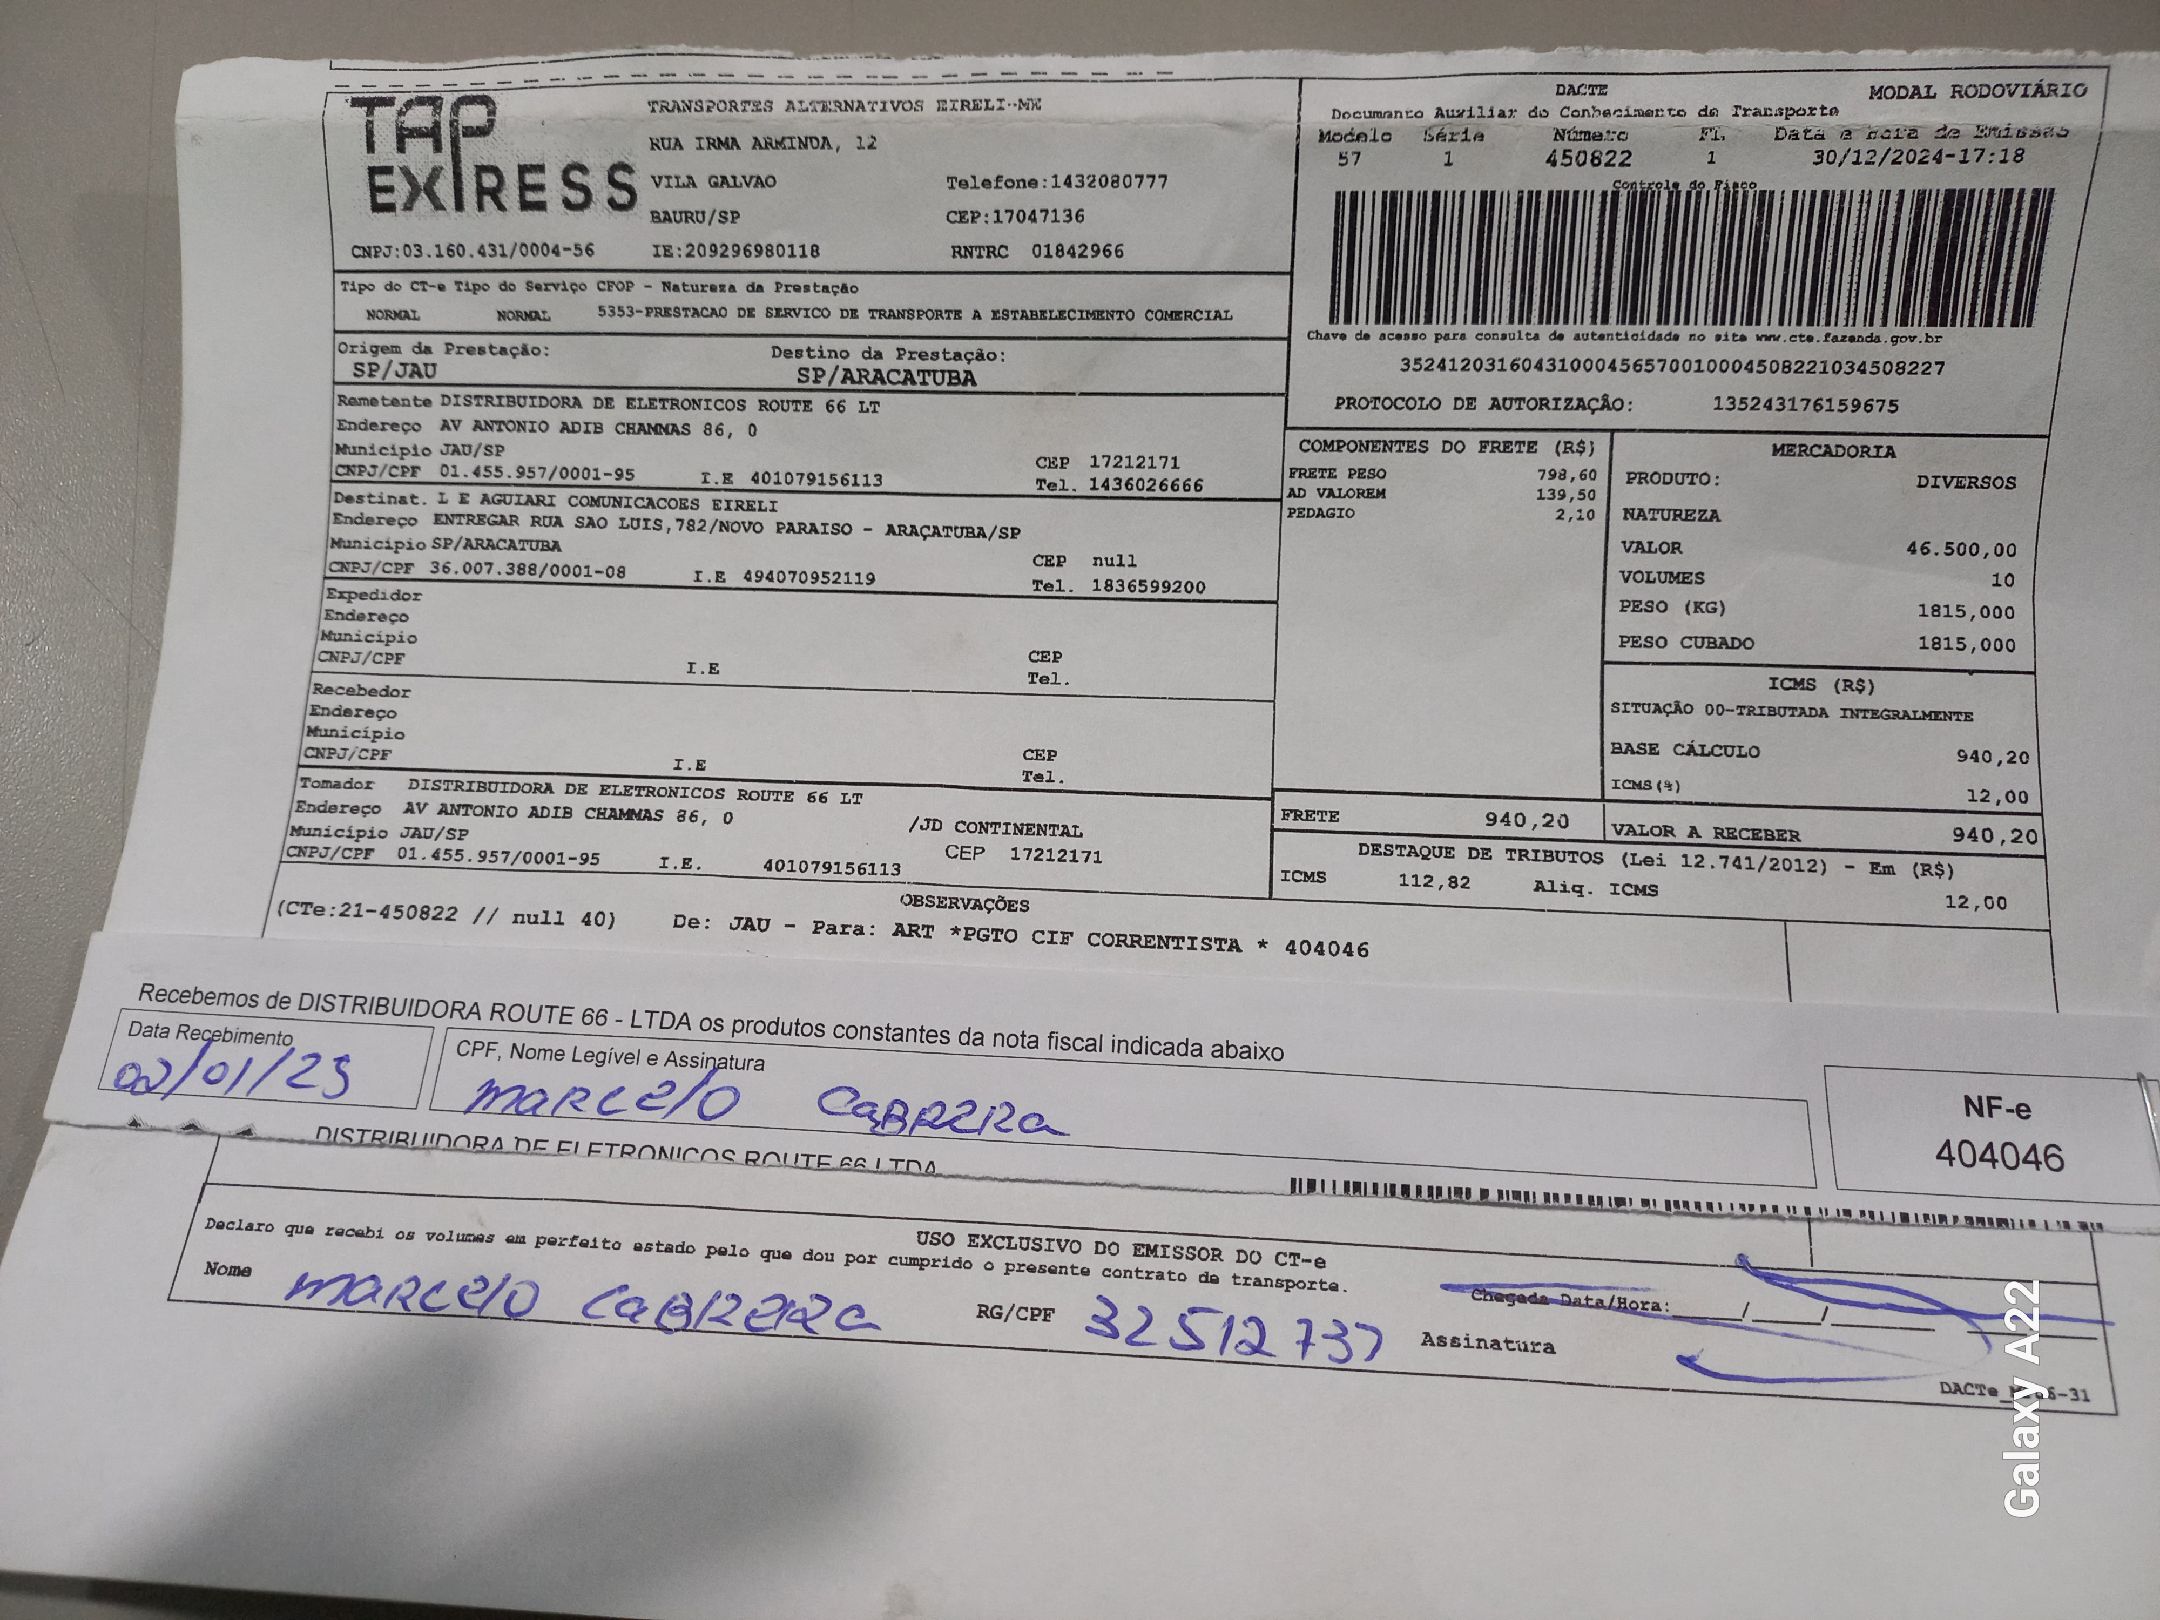 TAP
EXPRESS
TRANSPORTES ALTERNATIVOS EIRELI-MK
RUA IRMA ARMINDA, 12
VILA GALVAO Telefone:1432080777
BAURU/SP CEP:17047136
CNPJ:03.160.431/0004-56 IE:209296980118 RNTRC 01842966
DACTE MODAL RODOVIÁRIO
Documento Auxiliar do Conhecimento de Transporte
Modelo Série Número Fl. Data e hora de Emissão
57 1 450822 1 30/12/2024-17:18
Controle do Fisco
Chave de acesso para consulta de autenticidade no site www.cte.fazenda.gov.br
35241203160431000456570010004508221034508227
PROTOCOLO DE AUTORIZAÇÃO: 135243176159675
Tipo do CT-e Tipo do Serviço CFOP - Natureza da Prestação
NORMAL NORMAL 5353-PRESTACAO DE SERVICO DE TRANSPORTE A ESTABELECIMENTO COMERCIAL
Origem da Prestação: Destino da Prestação:
SP/JAU SP/ARACATUBA
Remetente DISTRIBUIDORA DE ELETRONICOS ROUTE 66 LT
Endereço AV ANTONIO ADIB CHAMMAS 86, 0
Município JAU/SP CEP 17212171
CNPJ/CPF 01.455.957/0001-95 I.E 401079156113 Tel. 1436026666
Destinat. L E AGUIARI COMUNICACOES EIRELI
Endereço ENTREGAR RUA SAO LUIS,782/NOVO PARAISO - ARAÇATUBA/SP
Município SP/ARACATUBA CEP null
CNPJ/CPF 36.007.388/0001-08 I.E 494070952119 Tel. 1836599200
Expedidor
Endereço
Município CEP
CNPJ/CPF I.E Tel.
Recebedor
Endereço
Município CEP
CNPJ/CPF I.E Tel.
Tomador DISTRIBUIDORA DE ELETRONICOS ROUTE 66 LT
Endereço AV ANTONIO ADIB CHAMMAS 86, 0 /JD CONTINENTAL
Município JAU/SP CEP 17212171
CNPJ/CPF 01.455.957/0001-95 I.E. 401079156113
COMPONENTES DO FRETE (R$)
FRETE PESO 798,60
AD VALOREM 139,50
PEDAGIO 2,10
MERCADORIA
PRODUTO: DIVERSOS
NATUREZA
VALOR 46.500,00
VOLUMES 10
PESO (KG) 1815,000
PESO CUBADO 1815,000
ICMS (R$)
SITUAÇÃO 00-TRIBUTADA INTEGRALMENTE
BASE CÁLCULO 940,20
ICMS(%) 12,00
FRETE 940,20 VALOR A RECEBER 940,20
DESTAQUE DE TRIBUTOS (Lei 12.741/2012) - Em (R$)
ICMS 112,82 Aliq. ICMS 12,00
OBSERVAÇÕES
(CTe:21-450822 // null 40) De: JAU - Para: ART *PGTO CIF CORRENTISTA * 404046
Recebemos de DISTRIBUIDORA ROUTE 66 - LTDA os produtos constantes da nota fiscal indicada abaixo
Data Recebimento CPF, Nome Legível e Assinatura
02/01/25 MARCElO CABRERA
NF-e
404046
DISTRIBUIDORA DE ELETRONICOS ROUTE 66 LTDA
USO EXCLUSIVO DO EMISSOR DO CT-e
Declaro que recebi os volumes em perfeito estado pelo que dou por cumprido o presente contrato de transporte.
Nome MARCElO CABRERA RG/CPF 32512737 Assinatura
Chegada Data/Hora: ____/____/____
Galaxy A22